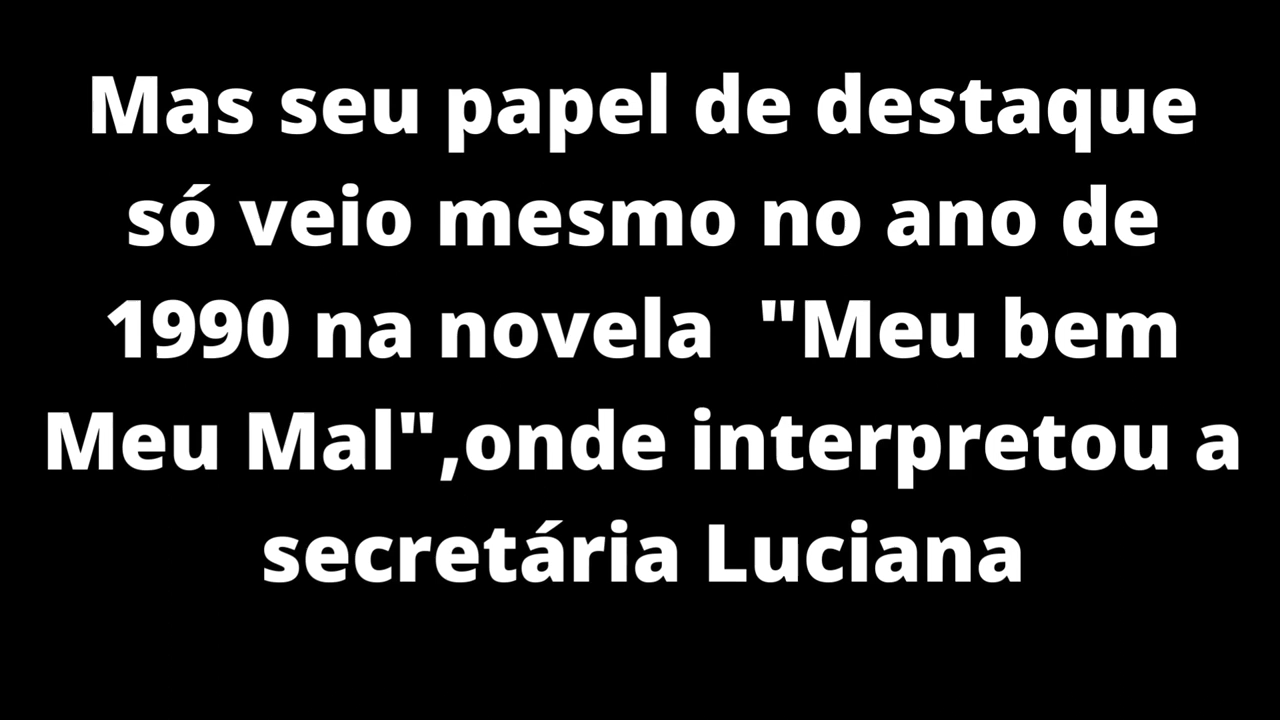 Mas seu papel de destaque
só veio mesmo no ano de
1990 na novela  "Meu bem
Meu Mal",onde interpretou a
secretária Luciana